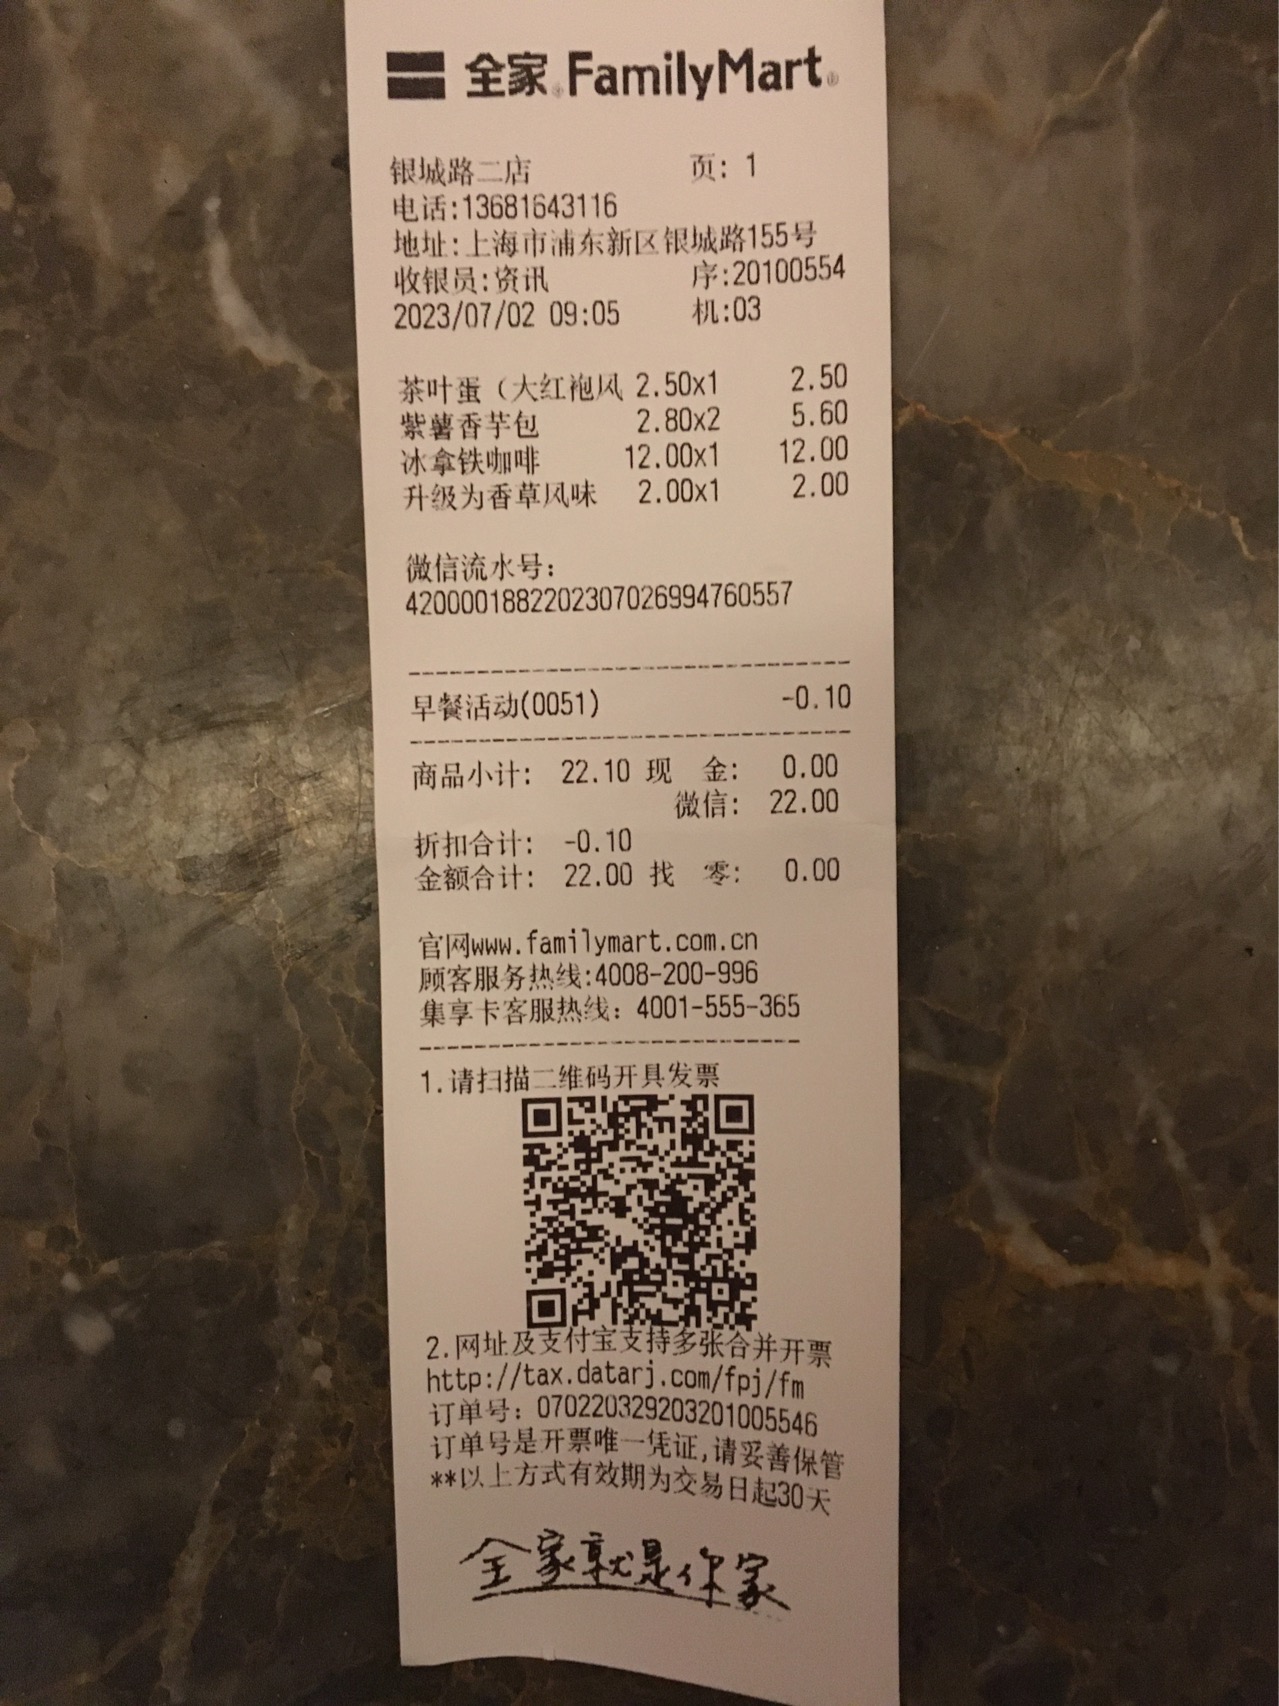 全家 FamilyMart
银城路二店 页: 1
电话:13681643116
地址:上海市浦东新区银城路155号
收银员:资讯 序:20100554
2023/07/02 09:05 机:03
茶叶蛋（大红袍风 2.50x1 2.50
紫薯香芋包 2.80x2 5.60
冰拿铁咖啡 12.00x1 12.00
升级为香草风味 2.00x1 2.00
微信流水号:
4200001882202307026994760557
早餐活动(0051) -0.10
商品小计: 22.10 现 金: 0.00
微信: 22.00
折扣合计: -0.10
金额合计: 22.00 找 零: 0.00
官网www.familymart.com.cn
顾客服务热线:4008-200-996
集享卡客服热线: 4001-555-365
1.请扫描二维码开具发票
2.网址及支付宝支持多张合并开票
http://tax.datarj.com/fpj/fm
订单号: 070220329203201005546
订单号是开票唯一凭证,请妥善保管
**以上方式有效期为交易日起30天
全家就是你家